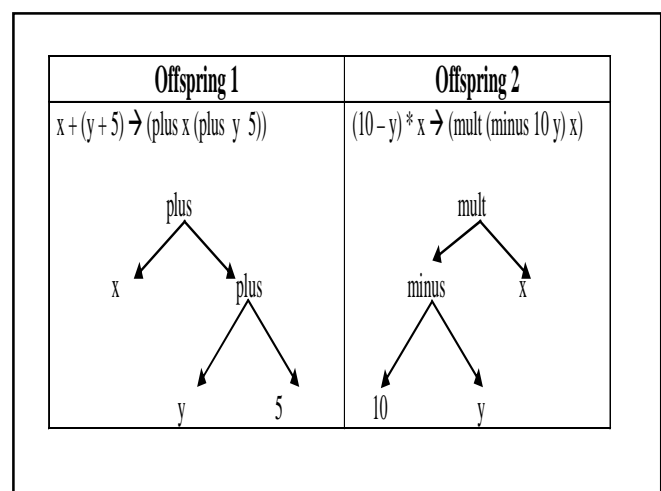 Offspring 1
x + (y + 5) → (plus x (plus y 5))
plus
x plus
y 5
Offspring 2
(10 – y) * x → (mult (minus 10 y) x)
mult
minus x
10 y